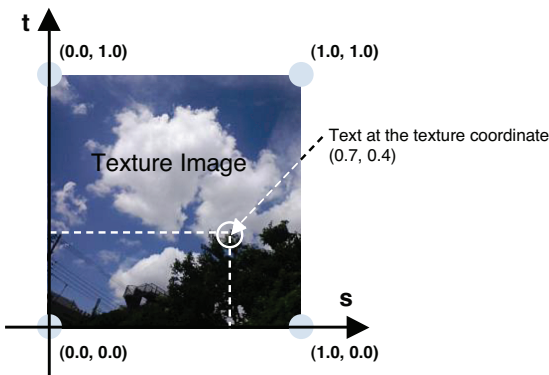 t
(0.0, 1.0)
(1.0, 1.0)
Texture Image
Text at the texture coordinate
(0.7, 0.4)
s
(0.0, 0.0)
(1.0, 0.0)